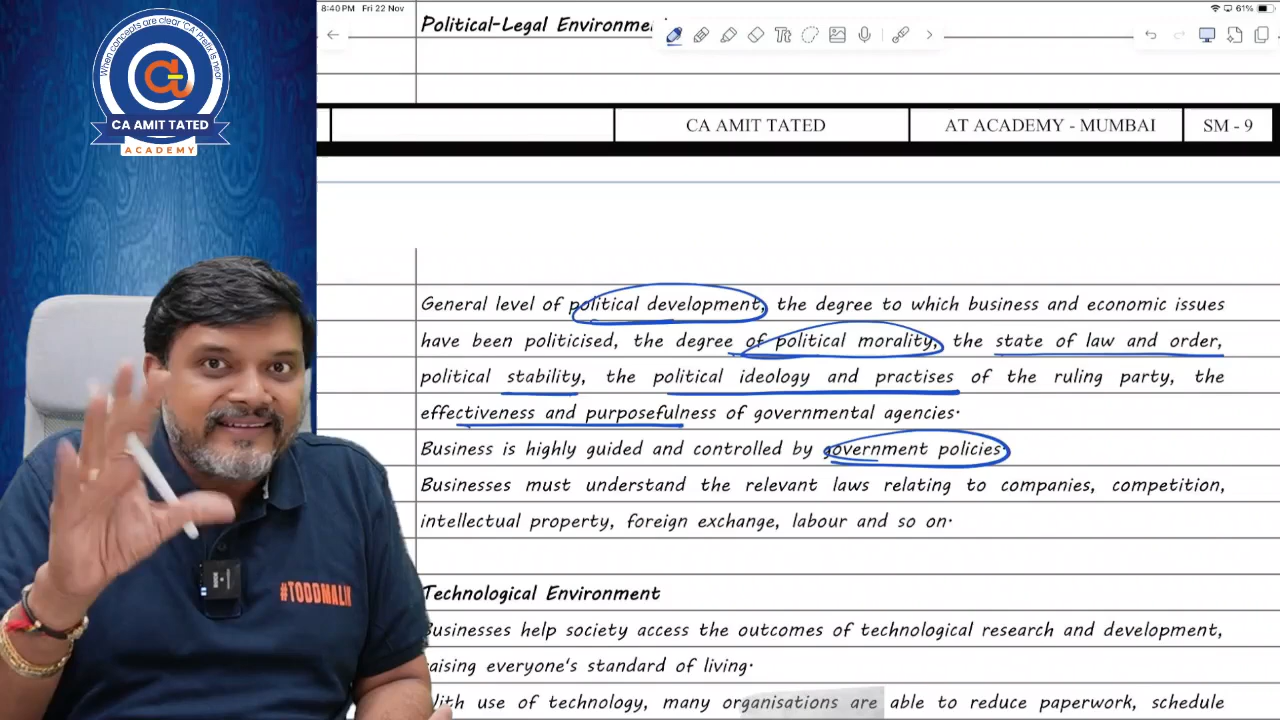 8:40 PM Fri 22 Nov
61%
When concepts are clear 'CA' Prefix is near
CA AMIT TATED
ACADEMY
Political-Legal Environme
CA AMIT TATED
AT ACADEMY - MUMBAI
SM - 9
General level of political development, the degree to which business and economic issues
have been politicised, the degree of political morality, the state of law and order,
political stability, the political ideology and practises of the ruling party, the
effectiveness and purposefulness of governmental agencies.
Business is highly guided and controlled by government policies.
Businesses must understand the relevant laws relating to companies, competition,
intellectual property, foreign exchange, labour and so on.
Technological Environment
Businesses help society access the outcomes of technological research and development,
raising everyone's standard of living.
With use of technology, many organisations are able to reduce paperwork, schedule